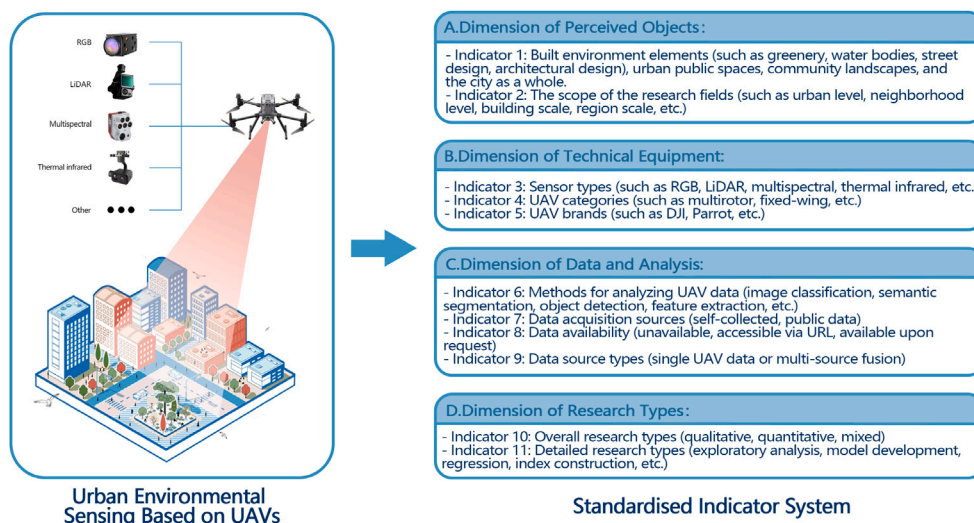 RGB
LiDAR
Multispectral
Thermal infrared
Other
Urban Environmental
Sensing Based on UAVs
A.Dimension of Perceived Objects:
- Indicator 1: Built environment elements (such as greenery, water bodies, street
design, architectural design), urban public spaces, community landscapes, and
the city as a whole.
- Indicator 2: The scope of the research fields (such as urban level, neighborhood
level, building scale, region scale, etc.)
B.Dimension of Technical Equipment:
- Indicator 3: Sensor types (such as RGB, LiDAR, multispectral, thermal infrared, etc.
- Indicator 4: UAV categories (such as multirotor, fixed-wing, etc.)
- Indicator 5: UAV brands (such as DJI, Parrot, etc.)
C.Dimension of Data and Analysis:
- Indicator 6: Methods for analyzing UAV data (image classification, semantic
segmentation, object detection, feature extraction, etc.)
- Indicator 7: Data acquisition sources (self-collected, public data)
- Indicator 8: Data availability (unavailable, accessible via URL, available upon
request)
- Indicator 9: Data source types (single UAV data or multi-source fusion)
D.Dimension of Research Types:
- Indicator 10: Overall research types (qualitative, quantitative, mixed)
- Indicator 11: Detailed research types (exploratory analysis, model development,
regression, index construction, etc.)
Standardised Indicator System